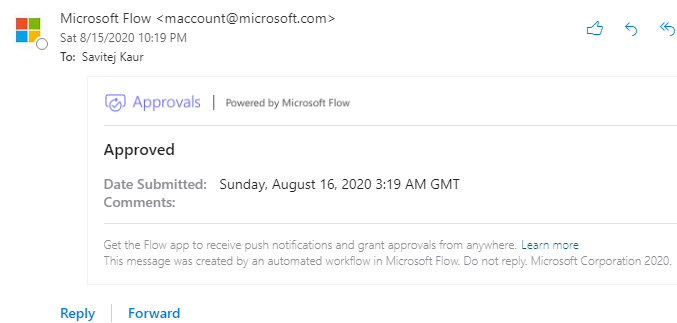 Microsoft Flow <maccount@microsoft.com>
Sat 8/15/2020 10:19 PM
To: Savitej Kaur
Approvals | Powered by Microsoft Flow
Approved
Date Submitted: Sunday, August 16, 2020 3:19 AM GMT
Comments:
Get the Flow app to receive push notifications and grant approvals from anywhere. Learn more
This message was created by an automated workflow in Microsoft Flow. Do not reply. Microsoft Corporation 2020.
Reply | Forward